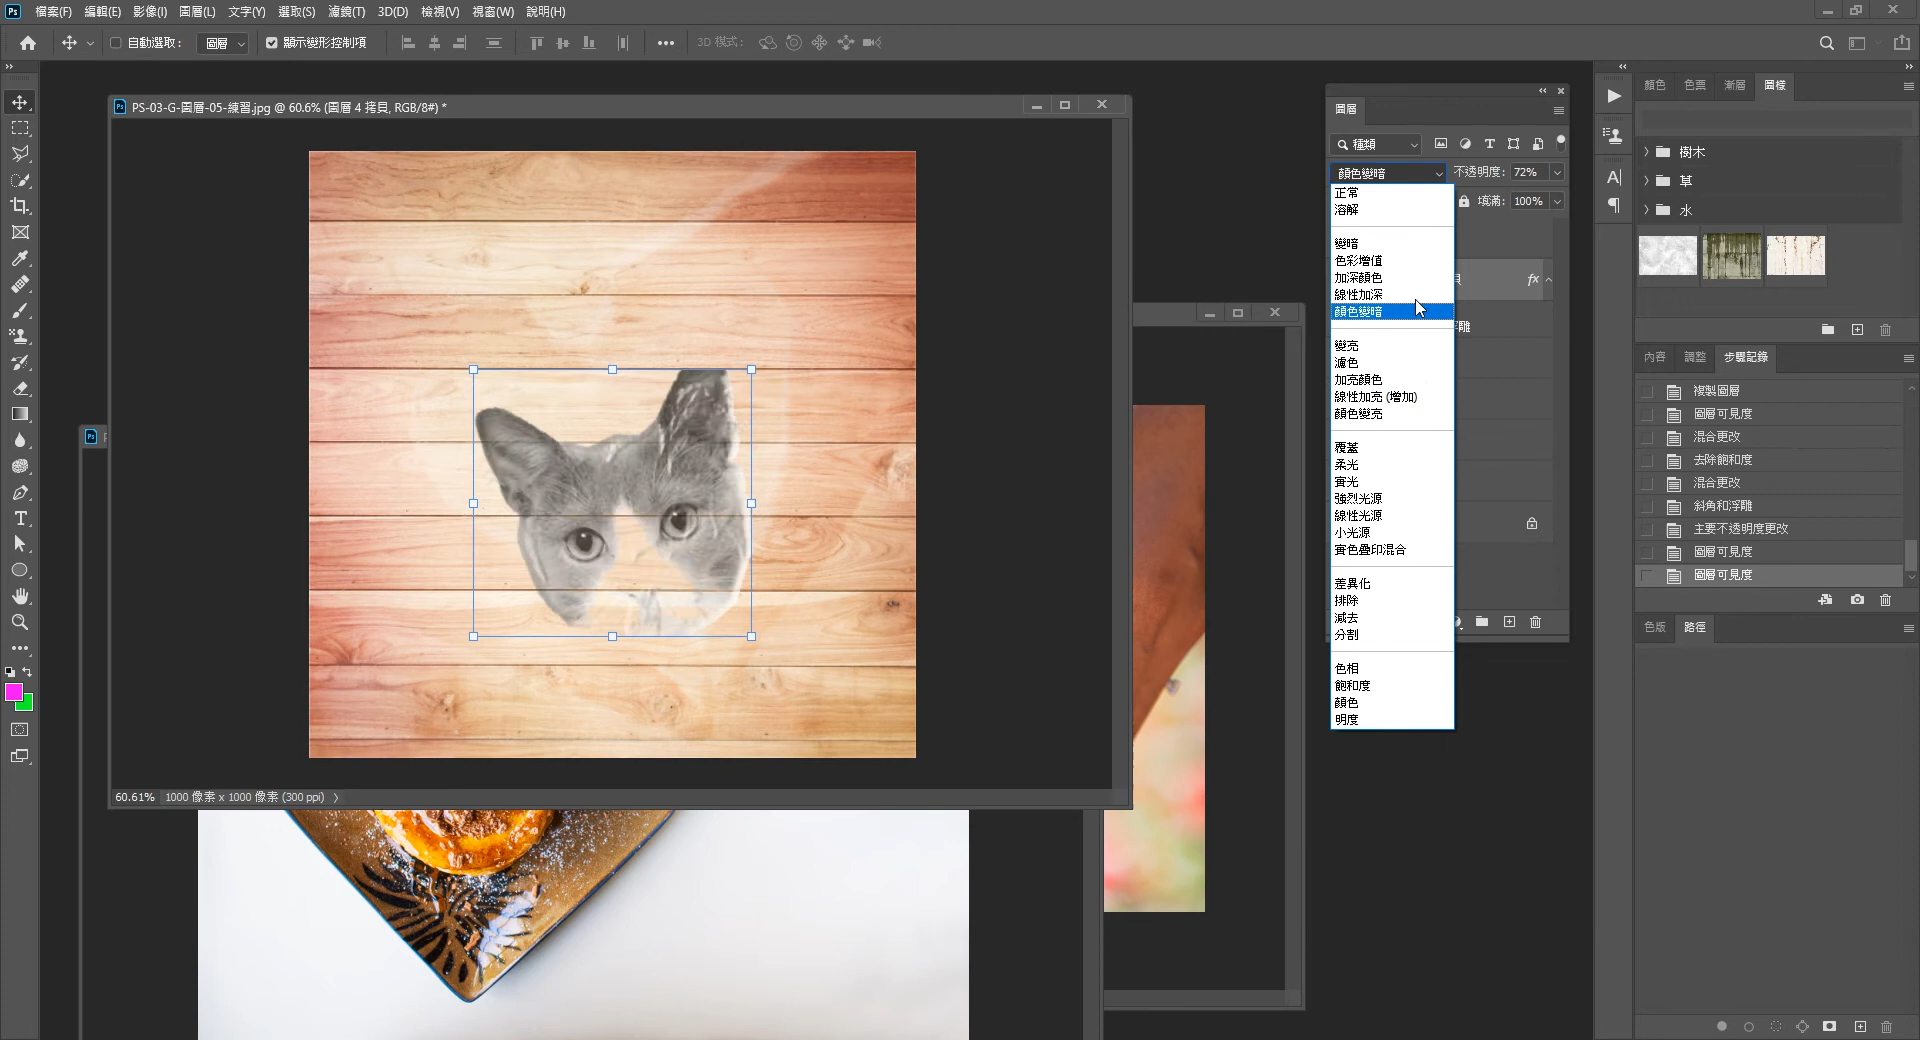 Ps 檔案(F) 編輯(E) 影像(I) 圖層(L) 文字(Y) 選取(S) 濾鏡(T) 3D(D) 檢視(V) 視窗(W) 說明(H)
自動選取: 圖層 顯示變形控制項 3D 模式:
PS-03-G-圖層-05-練習.jpg @ 60.6% (圖層 4 拷貝, RGB/8#) *
60.61% 1000 像素 x 1000 像素 (300 ppi)
Ps
圖層
種類
顏色變暗 不透明度: 72%
填滿: 100%
正常
溶解
變暗
色彩增值
加深顏色
線性加深
顏色變暗
變亮
濾色
加亮顏色
線性加亮 (增加)
顏色變亮
覆蓋
柔光
實光
強烈光源
線性光源
小光源
實色疊印混合
差異化
排除
減去
分割
色相
飽和度
顏色
明度
fx
顏色 色票 漸層 圖樣
樹木
草
水
內容 調整 步驟記錄
複製圖層
圖層可見度
混合更改
去除飽和度
混合更改
斜角和浮雕
主要不透明度更改
圖層可見度
圖層可見度
色版 路徑